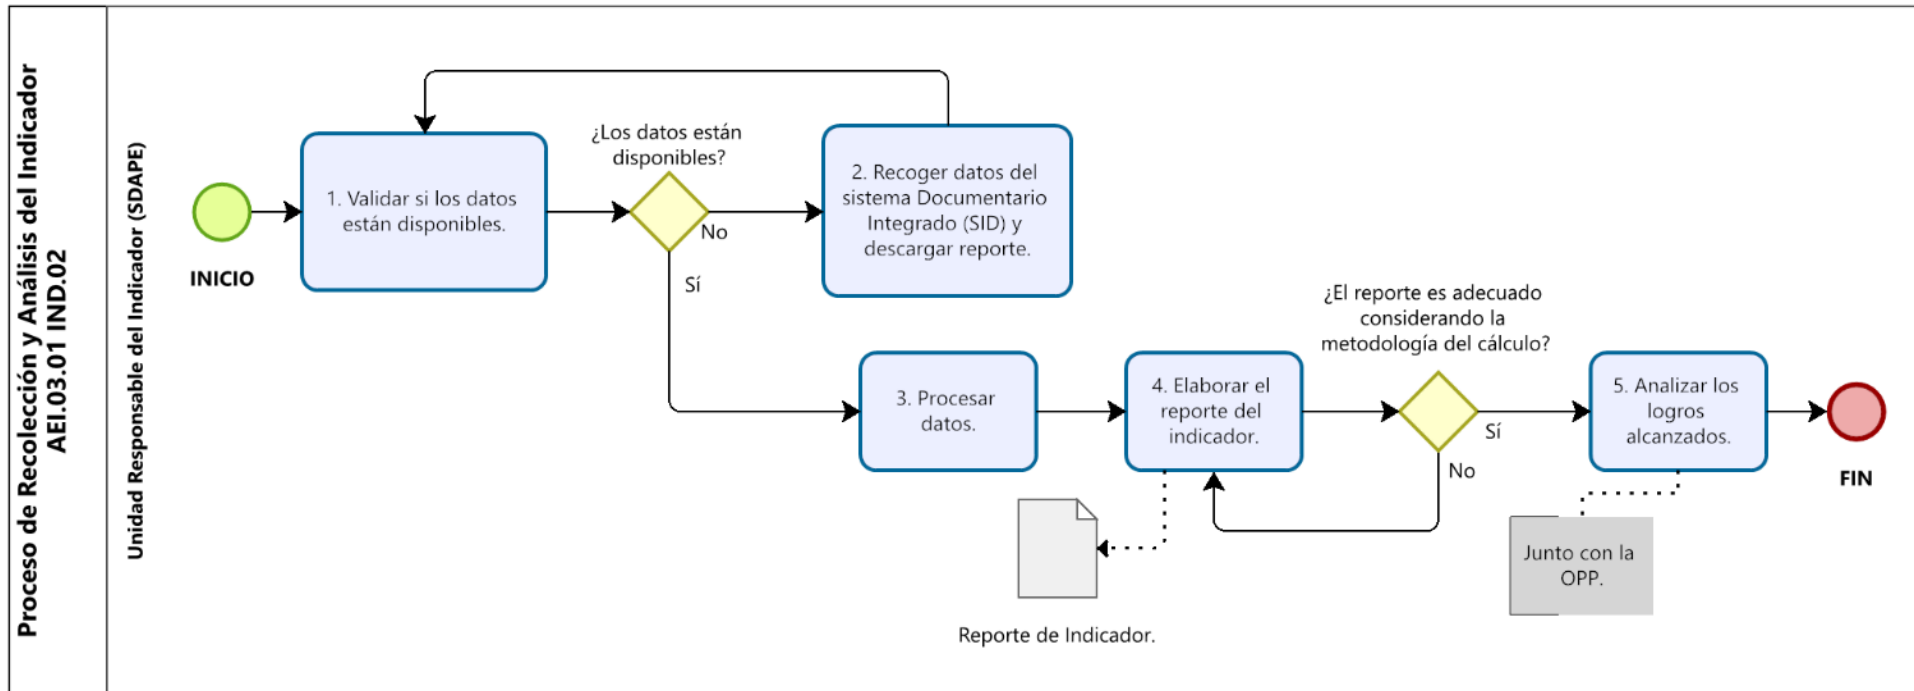 Proceso de Recolección y Análisis del Indicador
AEI.03.01 IND.02
Unidad Responsable del Indicador (SDAPE)
INICIO
1. Validar si los datos
están disponibles.
¿Los datos están
disponibles?
No
Sí
2. Recoger datos del
sistema Documentario
Integrado (SID) y
descargar reporte.
3. Procesar
datos.
4. Elaborar el
reporte del
indicador.
Reporte de Indicador.
¿El reporte es adecuado
considerando la
metodología del cálculo?
Sí
No
5. Analizar los
logros
alcanzados.
Junto con la
OPP.
FIN